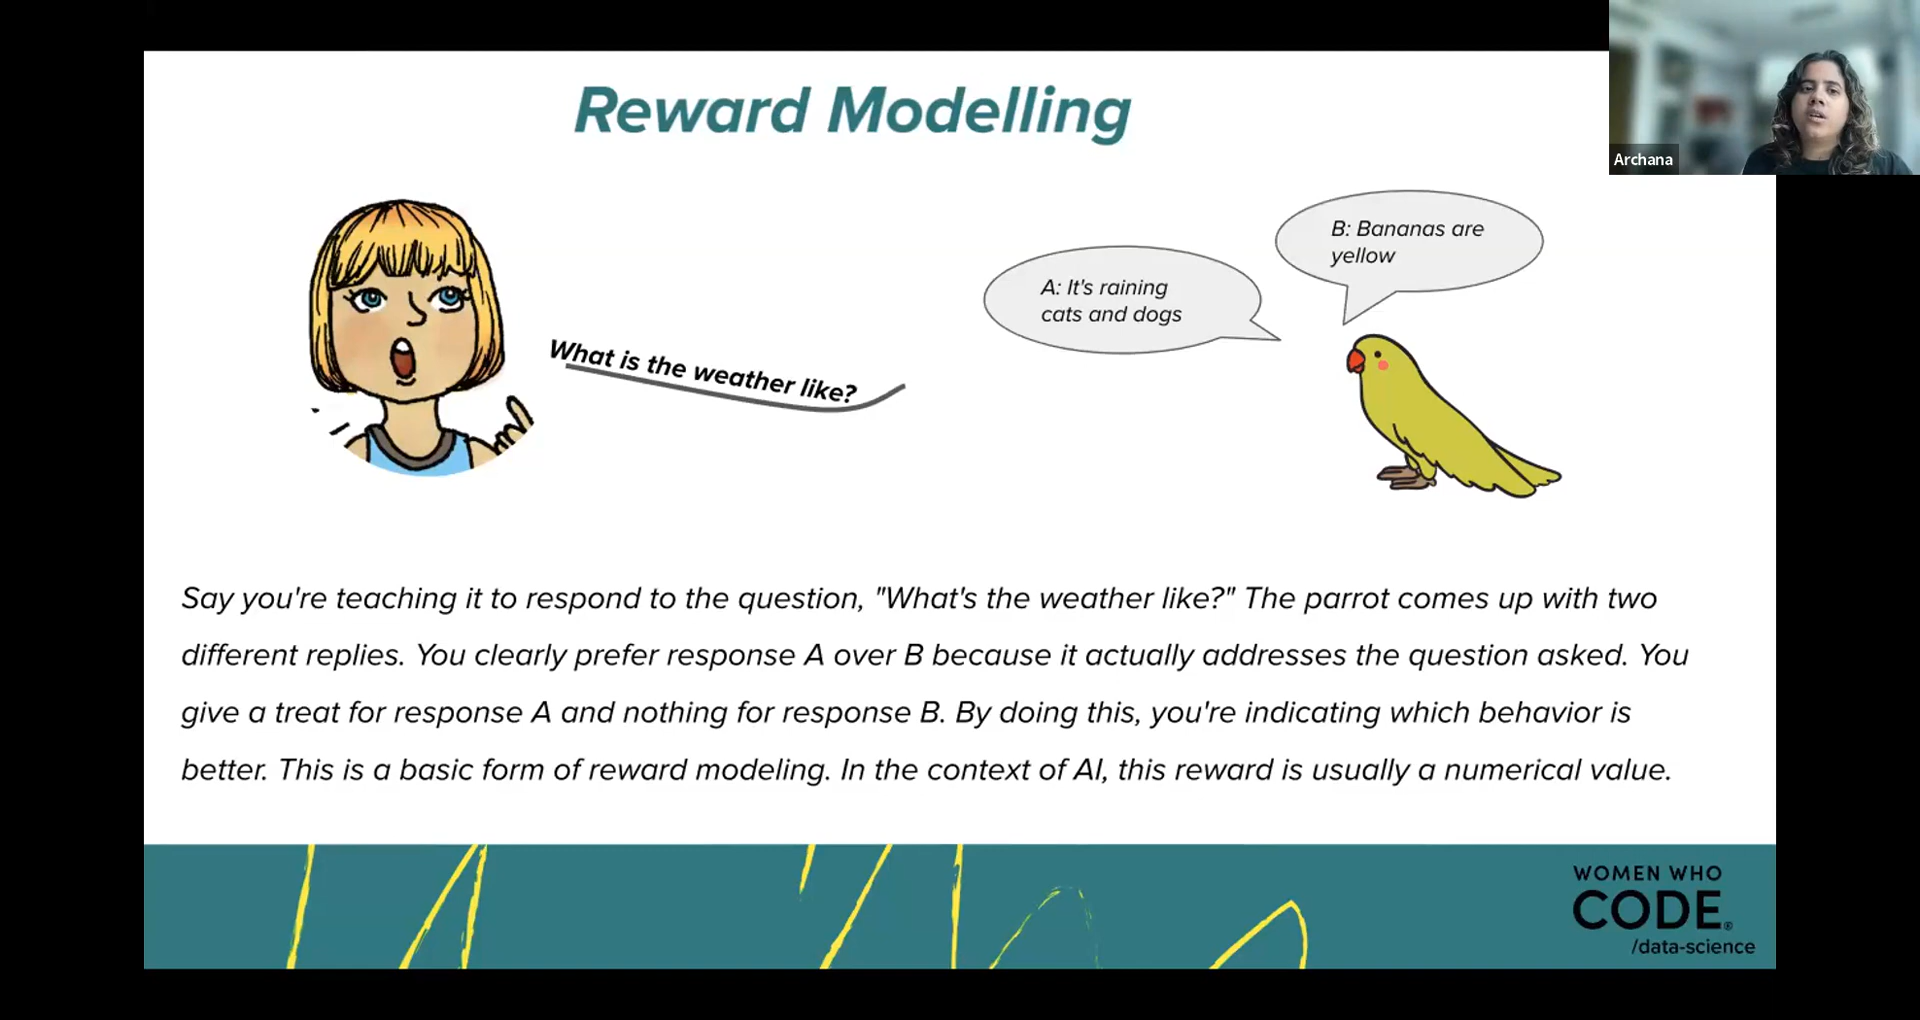 Reward Modelling
Archana
B: Bananas are
yellow
A: It's raining
cats and dogs
What is the weather like?
Say you're teaching it to respond to the question, "What's the weather like?" The parrot comes up with two
different replies. You clearly prefer response A over B because it actually addresses the question asked. You
give a treat for response A and nothing for response B. By doing this, you're indicating which behavior is
better. This is a basic form of reward modeling. In the context of AI, this reward is usually a numerical value.
WOMEN WHO
CODE®
/data-science